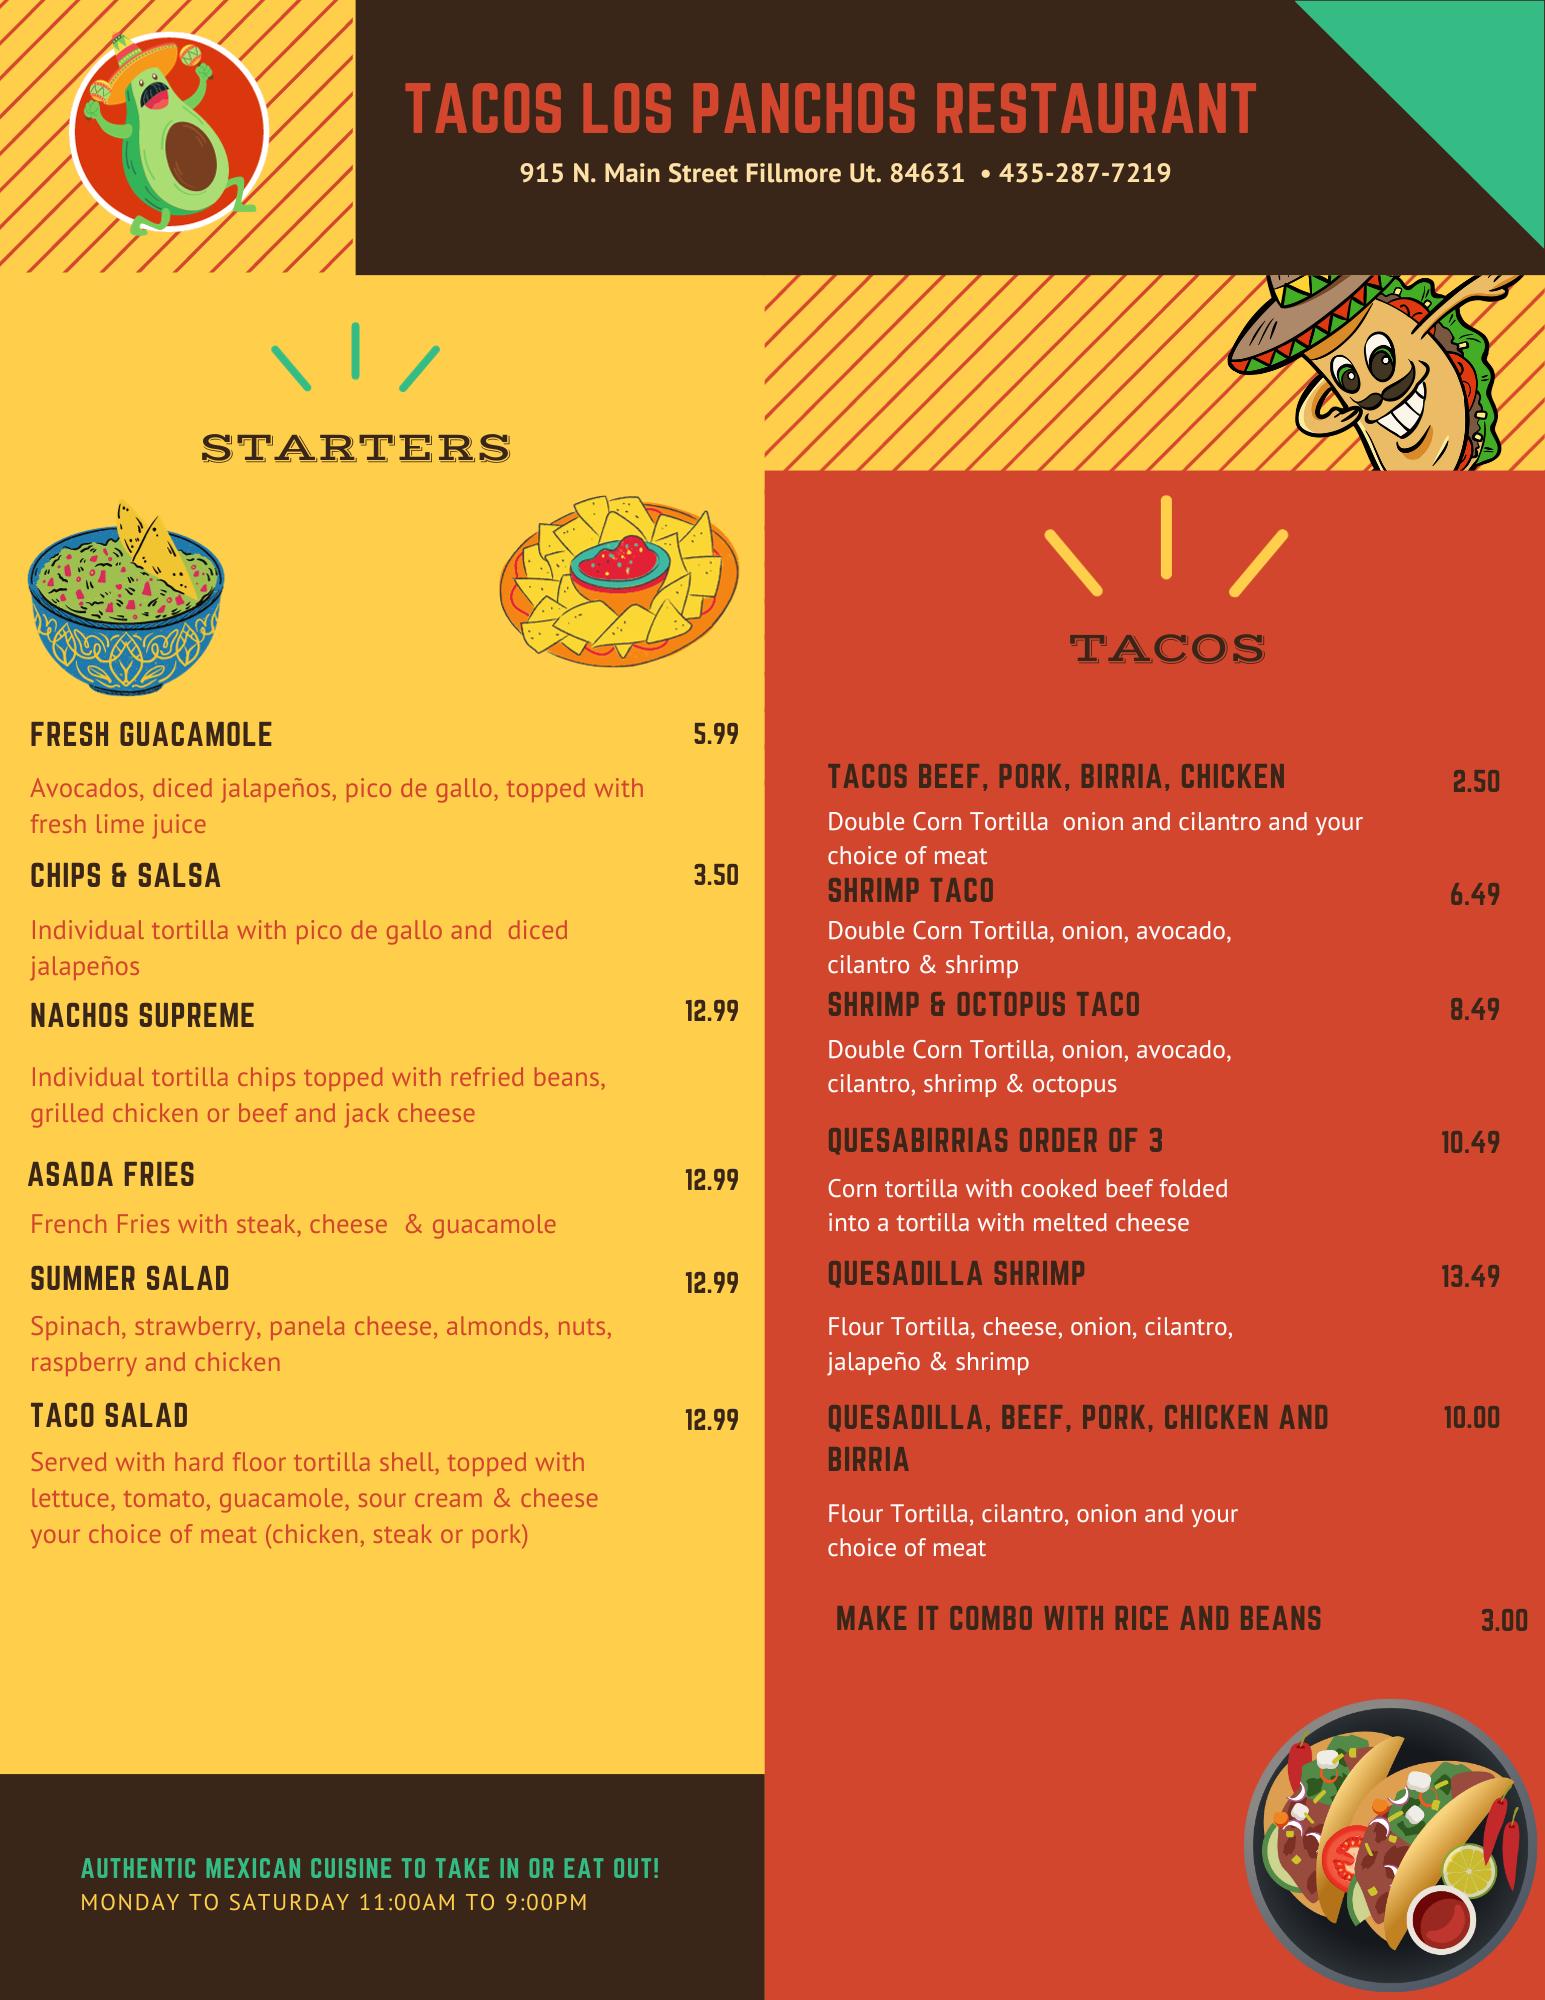 TACOS LOS PANCHOS RESTAURANT
915 N. Main Street Fillmore Ut. 84631 • 435-287-7219
STARTERS
FRESH GUACAMOLE 5.99
Avocados, diced jalapeños, pico de gallo, topped with
fresh lime juice
CHIPS & SALSA 3.50
Individual tortilla with pico de gallo and diced
jalapeños
NACHOS SUPREME 12.99
Individual tortilla chips topped with refried beans,
grilled chicken or beef and jack cheese
ASADA FRIES 12.99
French Fries with steak, cheese & guacamole
SUMMER SALAD 12.99
Spinach, strawberry, panela cheese, almonds, nuts,
raspberry and chicken
TACO SALAD 12.99
Served with hard floor tortilla shell, topped with
lettuce, tomato, guacamole, sour cream & cheese
your choice of meat (chicken, steak or pork)
AUTHENTIC MEXICAN CUISINE TO TAKE IN OR EAT OUT!
MONDAY TO SATURDAY 11:00AM TO 9:00PM
TACOS
TACOS BEEF, PORK, BIRRIA, CHICKEN 2.50
Double Corn Tortilla onion and cilantro and your
choice of meat
SHRIMP TACO 6.49
Double Corn Tortilla, onion, avocado,
cilantro & shrimp
SHRIMP & OCTOPUS TACO 8.49
Double Corn Tortilla, onion, avocado,
cilantro, shrimp & octopus
QUESABIRRIAS ORDER OF 3 10.49
Corn tortilla with cooked beef folded
into a tortilla with melted cheese
QUESADILLA SHRIMP 13.49
Flour Tortilla, cheese, onion, cilantro,
jalapeño & shrimp
QUESADILLA, BEEF, PORK, CHICKEN AND 10.00
BIRRIA
Flour Tortilla, cilantro, onion and your
choice of meat
MAKE IT COMBO WITH RICE AND BEANS 3.00